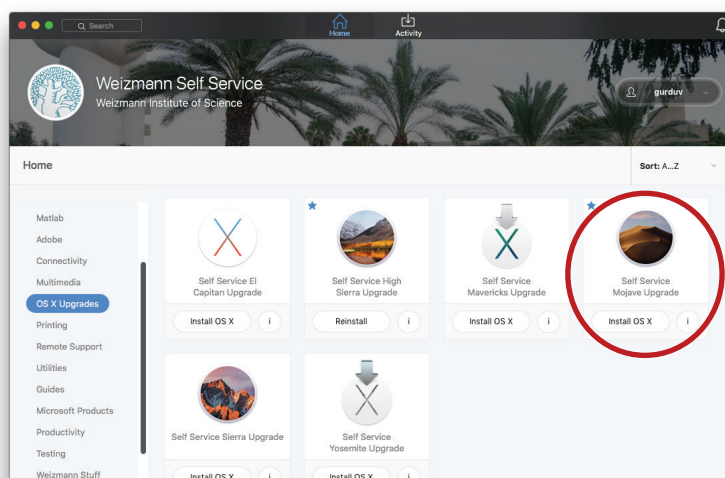 Search
Home
Activity
Weizmann Self Service
Weizmann Institute of Science
gurduv
Home
Sort: A...Z
Matlab
Adobe
Connectivity
Multimedia
OS X Upgrades
Printing
Remote Support
Utilities
Guides
Microsoft Products
Productivity
Testing
Weizmann Stuff
Self Service El
Capitan Upgrade
Install OS X
i
Self Service High
Sierra Upgrade
Reinstall
i
Self Service
Mavericks Upgrade
Install OS X
i
Self Service
Mojave Upgrade
Install OS X
i
Self Service Sierra Upgrade
Install OS X
i
Self Service
Yosemite Upgrade
Install OS X
i